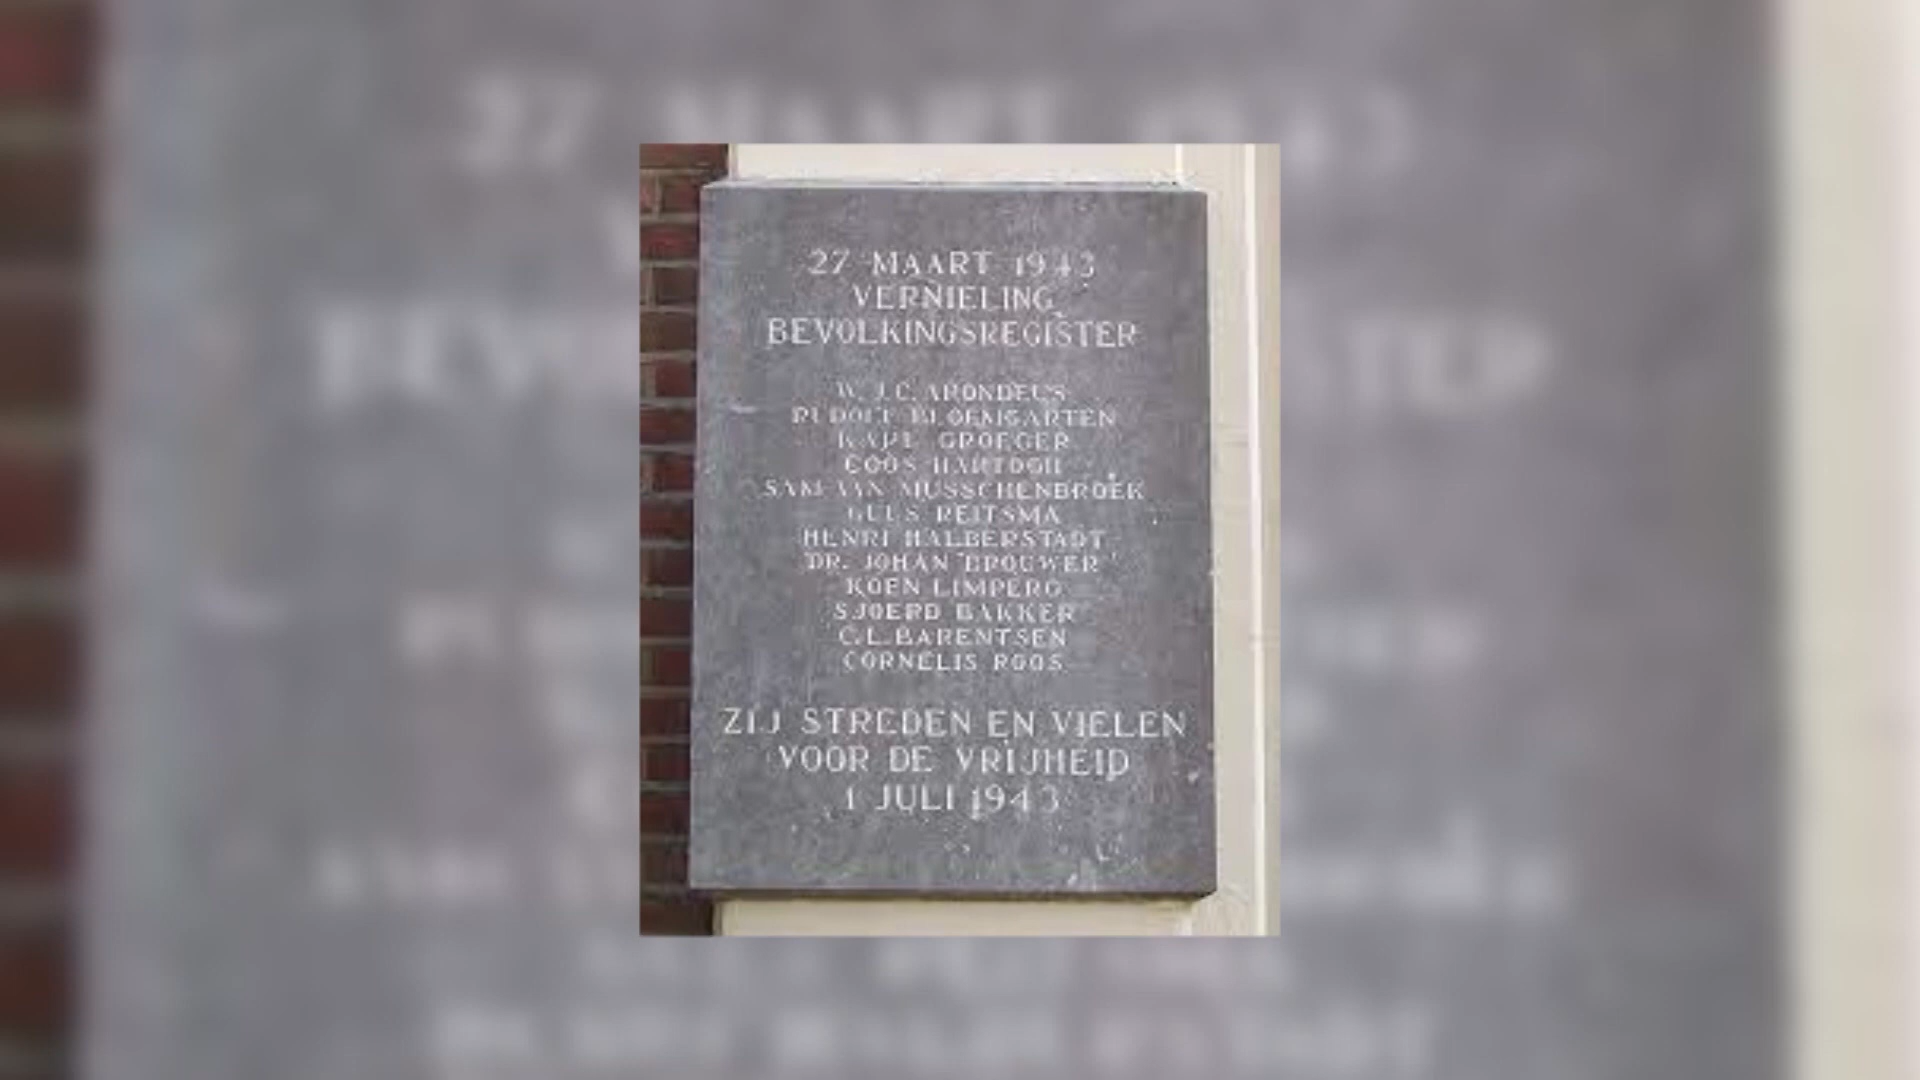 27 MAART 1943
VERNIELING
BEVOLKINGSREGISTER
W. J. C. ARONDEUS
RUDOLF BLOEMGARTEN
KARL GROEGER
COOS HARTOGH
SAM VAN MUSSCHENBROEK
GUUS REITSMA
HENRI HALBERSTADT
DR. JOHAN BROUWER
KOEN LIMPERG
SJOERD BAKKER
C. L. BARENTSEN
CORNELIS ROOS
ZIJ STREDEN EN VIELEN
VOOR DE VRIJHEID
1 JULI 1943